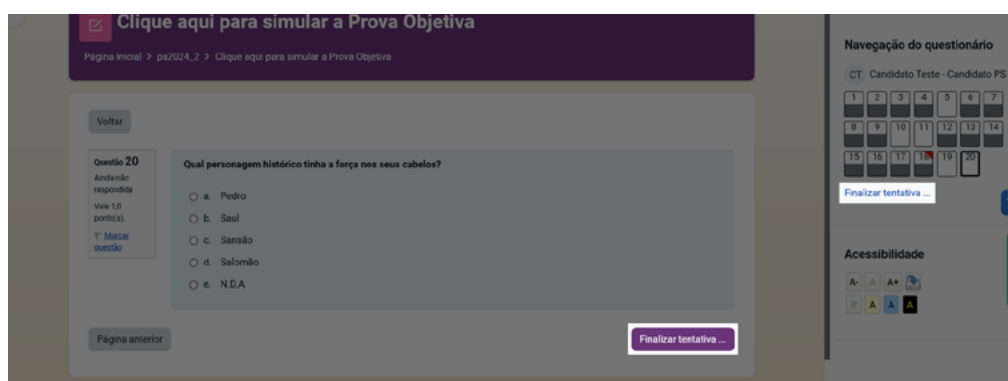 Clique aqui para simular a Prova Objetiva
Página inicial > ps2024_2 > Clique aqui para simular a Prova Objetiva
Voltar
Questão 20
Ainda não
respondida
Vale 1,0
ponto(s).
Marcar
questão
Qual personagem histórico tinha a força nos seus cabelos?
a. Pedro
b. Saul
c. Sansão
d. Salomão
e. N.D.A
Página anterior
Finalizar tentativa ...
Navegação do questionário
CT Candidato Teste - Candidato PS
1 2 3 4 5 6 7
8 9 10 11 12 13 14
15 16 17 18 19 20
Finalizar tentativa ...
Acessibilidade
A- A A+
R A A A